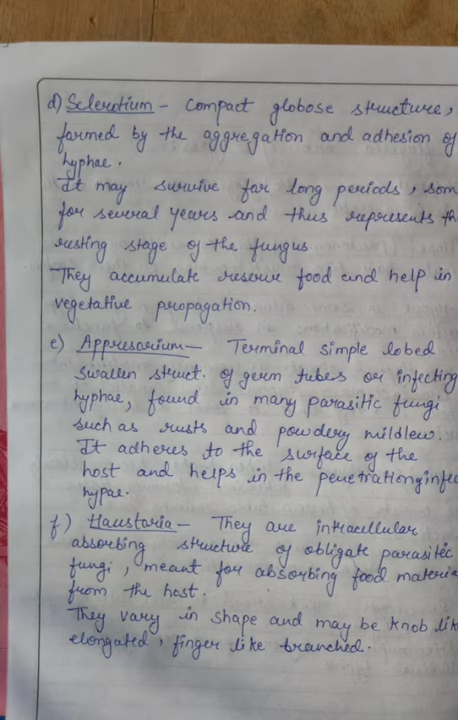 d) Sclerotium - Compact globose structure,
formed by the aggregation and adhesion of
hyphae.
It may survive for long periods, som
for several years and thus represents th
resting stage of the fungus
They accumulate reserve food and help in
vegetative propagation.
e) Appresorium- Terminal simple lobed
swallen struct. of germ tubes or infecting
hyphae, found in many parasitic fungi
such as rusts and powdery mildlew.
It adheres to the surface of the
host and helps in the penetrationginfec
hypae.
f) Haustoria - They are intracellular
absorbing structure of obligate parasitic
fungi, meant for absorbing food materia
from the host.
They vary in shape and may be knob lik
elongated, finger like branched.